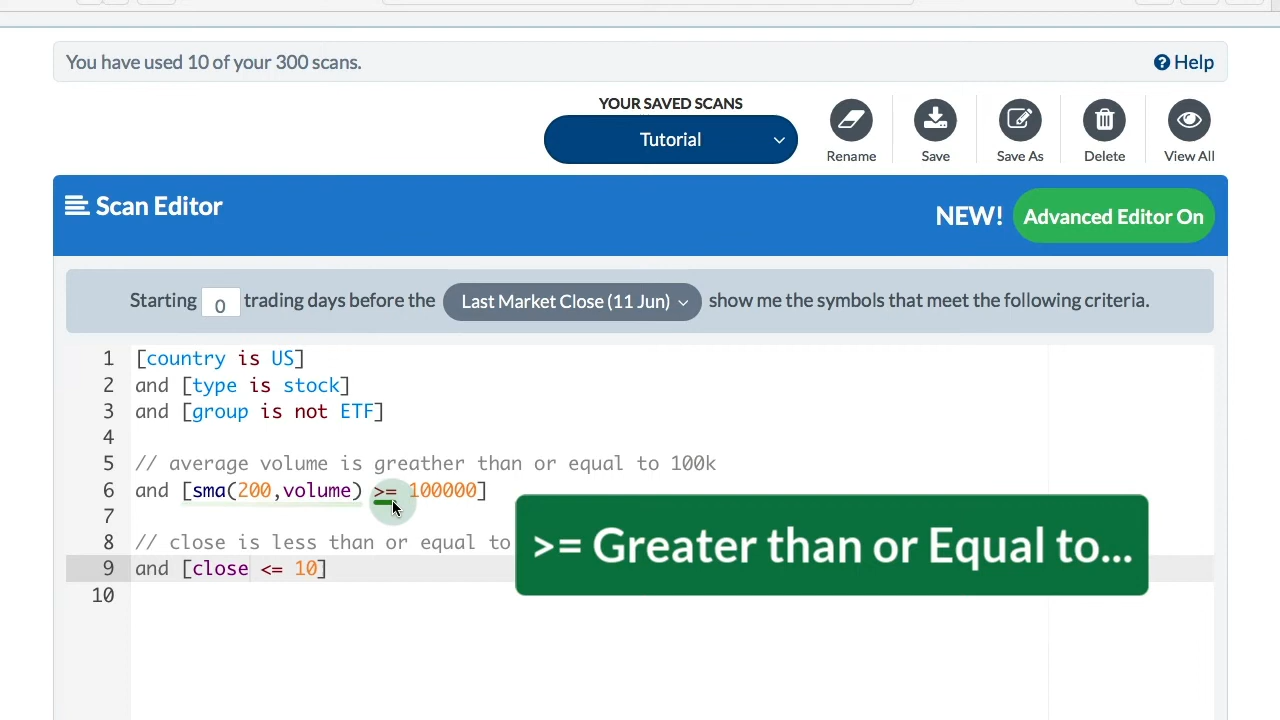 You have used 10 of your 300 scans.
Help
YOUR SAVED SCANS
Tutorial
Rename
Save
Save As
Delete
View All
Scan Editor
NEW!
Advanced Editor On
Starting 0 trading days before the Last Market Close (11 Jun) show me the symbols that meet the following criteria.
1 [country is US]
2 and [type is stock]
3 and [group is not ETF]
4
5 // average volume is greather than or equal to 100k
6 and [sma(200,volume) >= 100000]
7
8 // close is less than or equal to
9 and [close <= 10]
10
>= Greater than or Equal to...